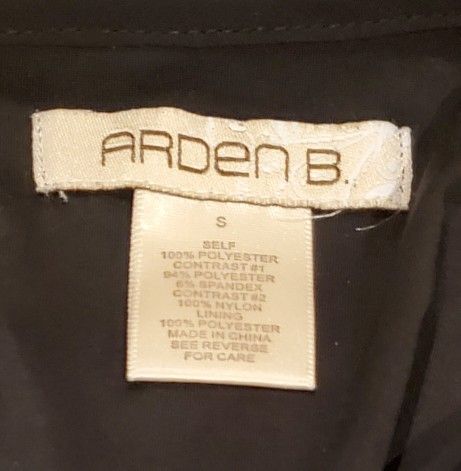 ARDEN B.
S
SELF
100% POLYESTER
CONTRAST #1
94% POLYESTER
6% SPANDEX
CONTRAST #2
100% NYLON
LINING
100% POLYESTER
MADE IN CHINA
SEE REVERSE
FOR CARE